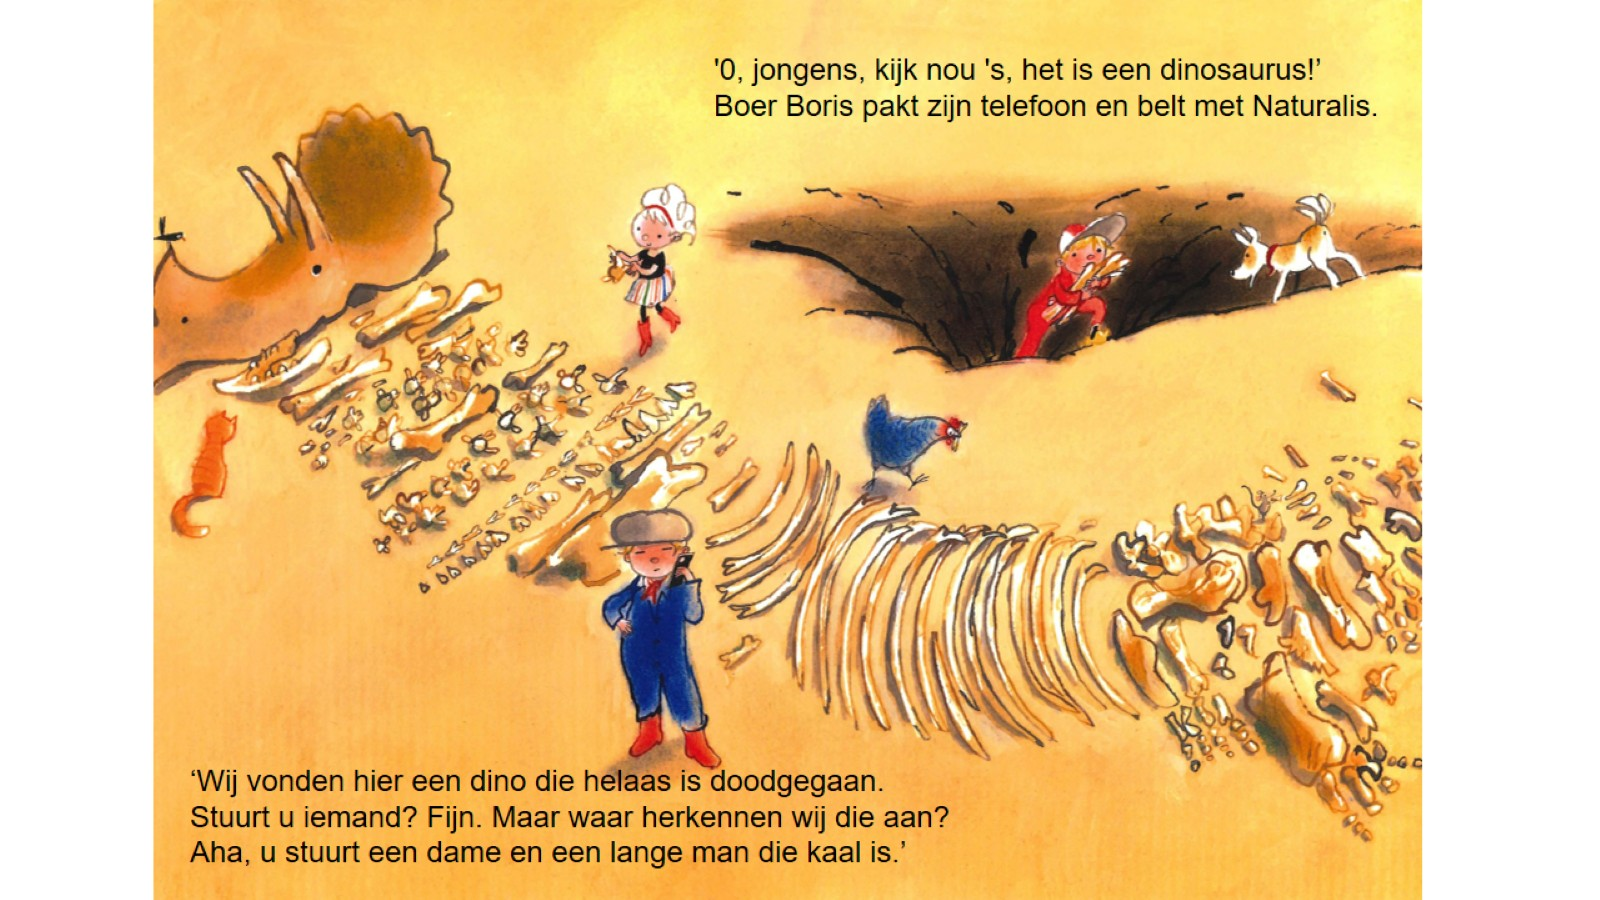 '0, jongens, kijk nou 's, het is een dinosaurus!’
Boer Boris pakt zijn telefoon en belt met Naturalis.
‘Wij vonden hier een dino die helaas is doodgegaan.
Stuurt u iemand? Fijn. Maar waar herkennen wij die aan?
Aha, u stuurt een dame en een lange man die kaal is.’